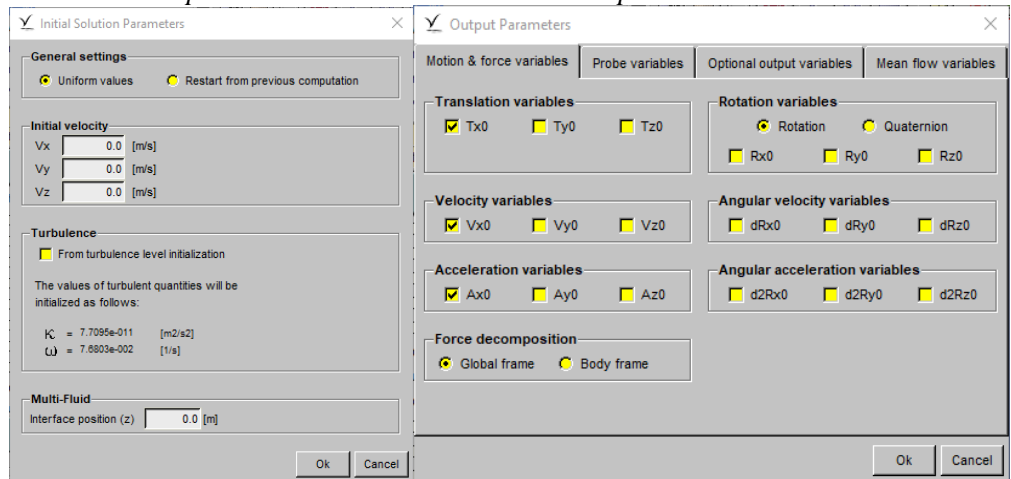 Initial Solution Parameters
General settings
Uniform values Restart from previous computation
Initial velocity
Vx 0.0 [m/s]
Vy 0.0 [m/s]
Vz 0.0 [m/s]
Turbulence
From turbulence level initialization
The values of turbulent quantities will be
initialized as follows:
K = 7.7095e-011 [m2/s2]
ω = 7.6803e-002 [1/s]
Multi-Fluid
Interface position (z) 0.0 [m]
Ok Cancel
Output Parameters
Motion & force variables Probe variables Optional output variables Mean flow variables
Translation variables
Tx0 Ty0 Tz0
Rotation variables
Rotation Quaternion
Rx0 Ry0 Rz0
Velocity variables
Vx0 Vy0 Vz0
Angular velocity variables
dRx0 dRy0 dRz0
Acceleration variables
Ax0 Ay0 Az0
Angular acceleration variables
d2Rx0 d2Ry0 d2Rz0
Force decomposition
Global frame Body frame
Ok Cancel